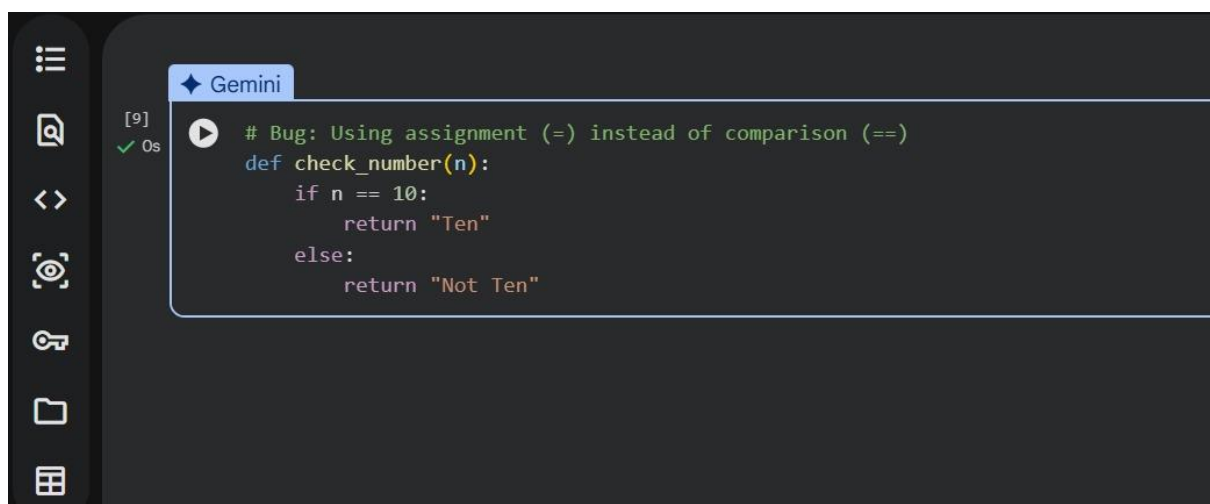 Gemini
[9]
0s
# Bug: Using assignment (=) instead of comparison (==)
def check_number(n):
    if n == 10:
        return "Ten"
    else:
        return "Not Ten"